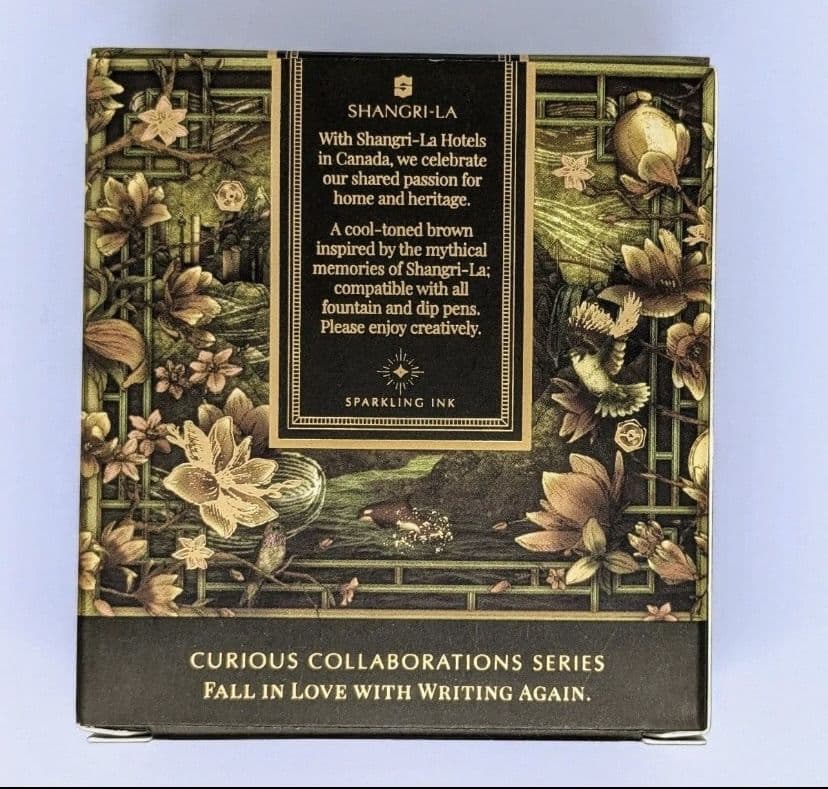 SHANGRI-LA
With Shangri-La Hotels
in Canada, we celebrate
our shared passion for
home and heritage.
A cool-toned brown
inspired by the mythical
memories of Shangri-La;
compatible with all
fountain and dip pens.
Please enjoy creatively.
SPARKLING INK
CURIOUS COLLABORATIONS SERIES
FALL IN LOVE WITH WRITING AGAIN.